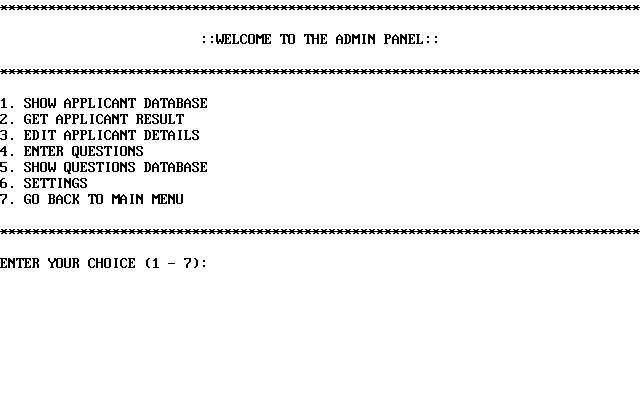 ********************************************************************************
::WELCOME TO THE ADMIN PANEL::
********************************************************************************
1. SHOW APPLICANT DATABASE
2. GET APPLICANT RESULT
3. EDIT APPLICANT DETAILS
4. ENTER QUESTIONS
5. SHOW QUESTIONS DATABASE
6. SETTINGS
7. GO BACK TO MAIN MENU
********************************************************************************
ENTER YOUR CHOICE (1 - 7):